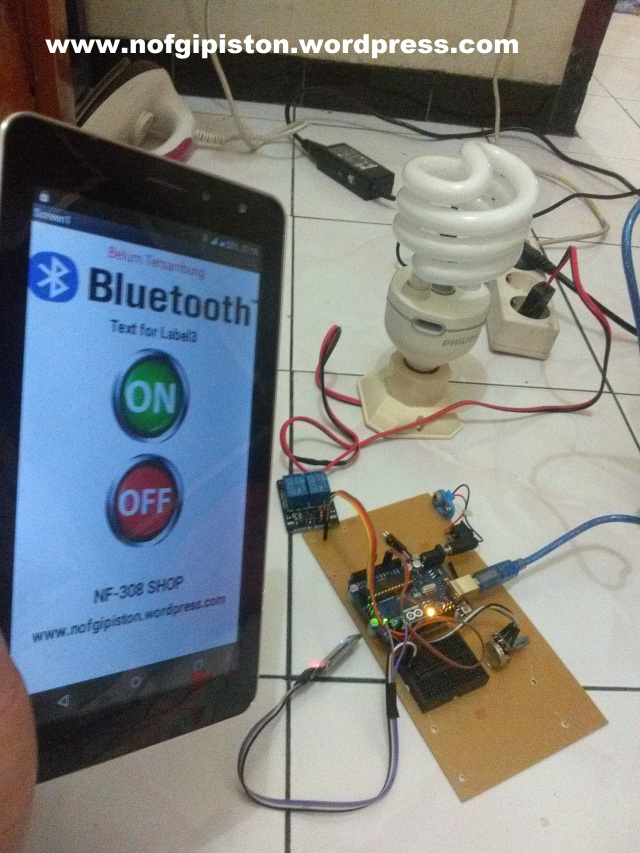 www.nofgipiston.wordpress.com
Screen1
Belum Tersambung
Bluetooth
Text for Label3
ON
OFF
NF-308 SHOP
www.nofgipiston.wordpress.com
PHILIPS